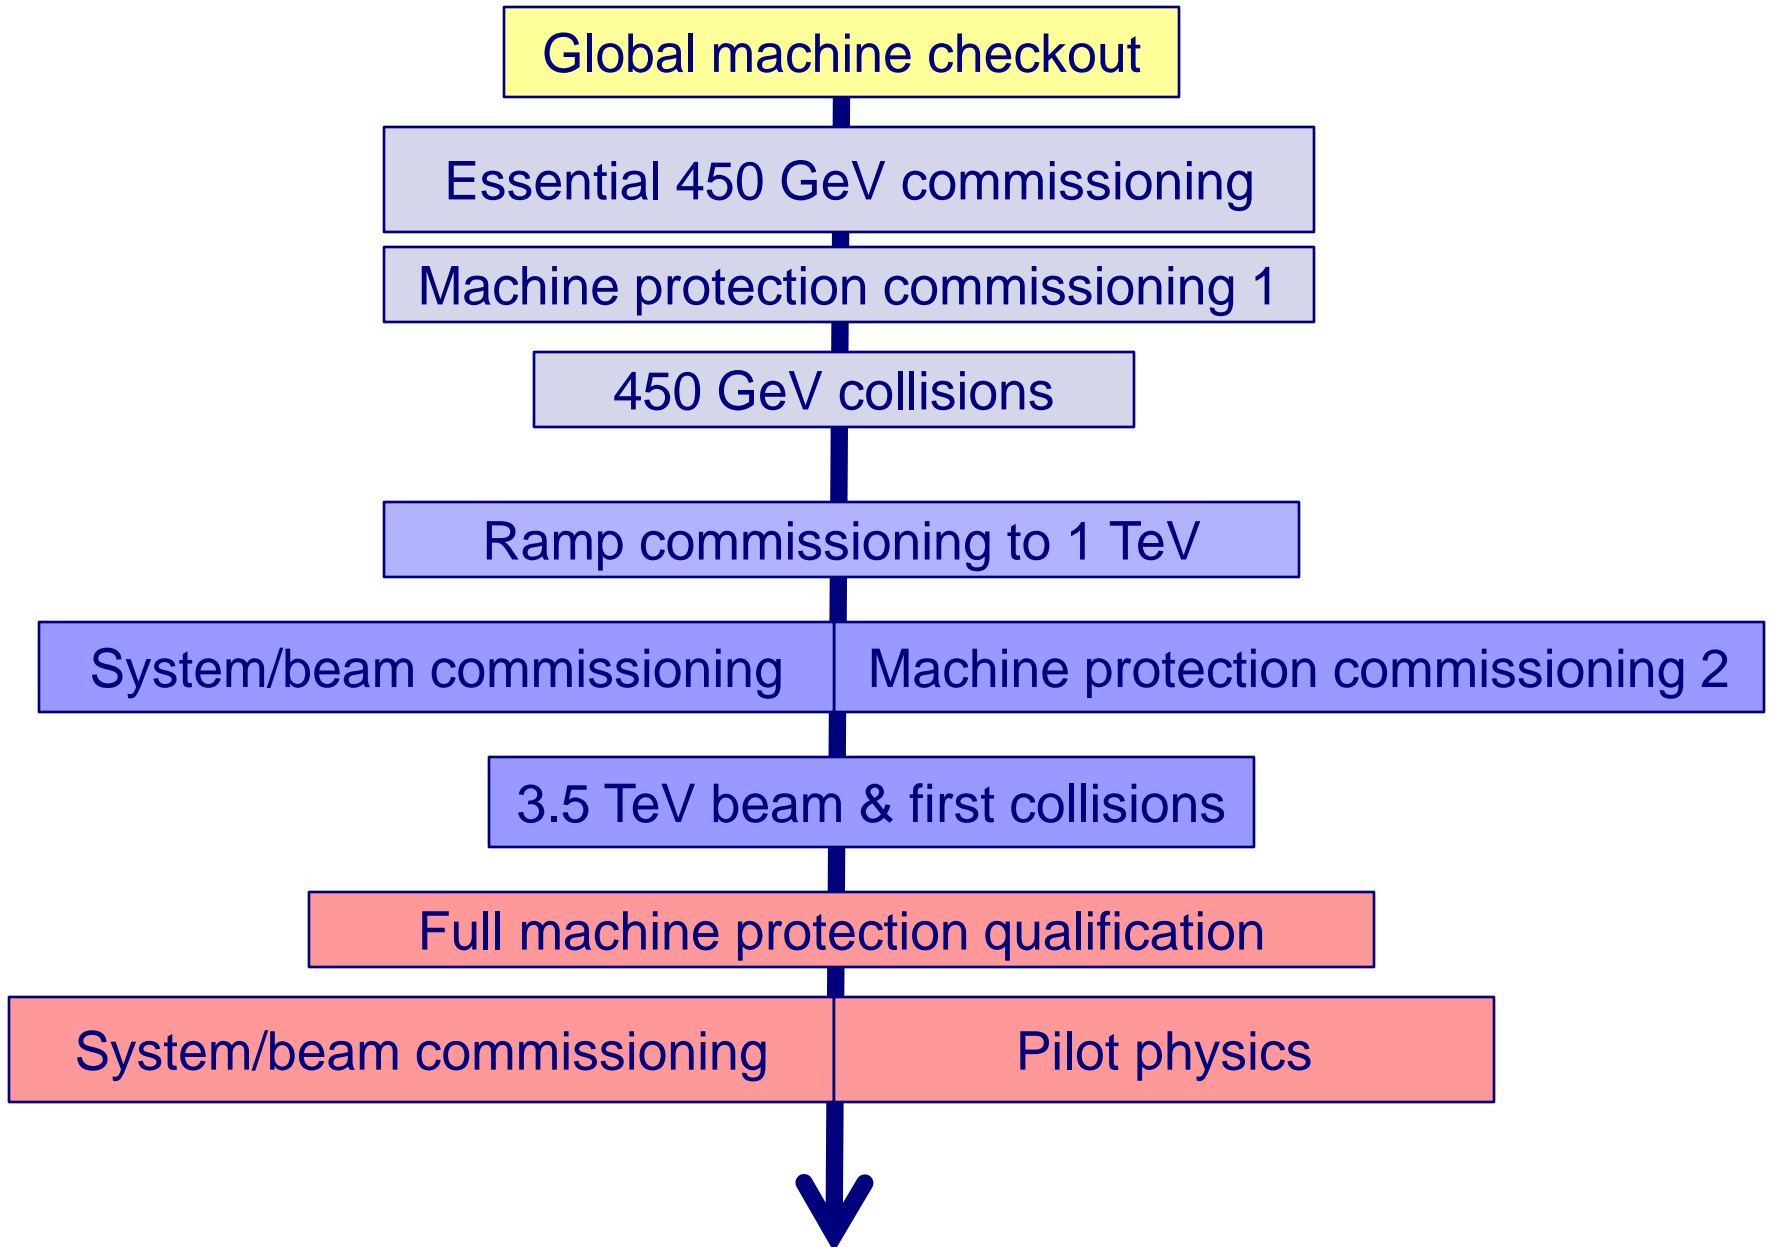 Global machine checkout
Essential 450 GeV commissioning
Machine protection commissioning 1
450 GeV collisions
Ramp commissioning to 1 TeV
System/beam commissioning
Machine protection commissioning 2
3.5 TeV beam & first collisions
Full machine protection qualification
System/beam commissioning
Pilot physics